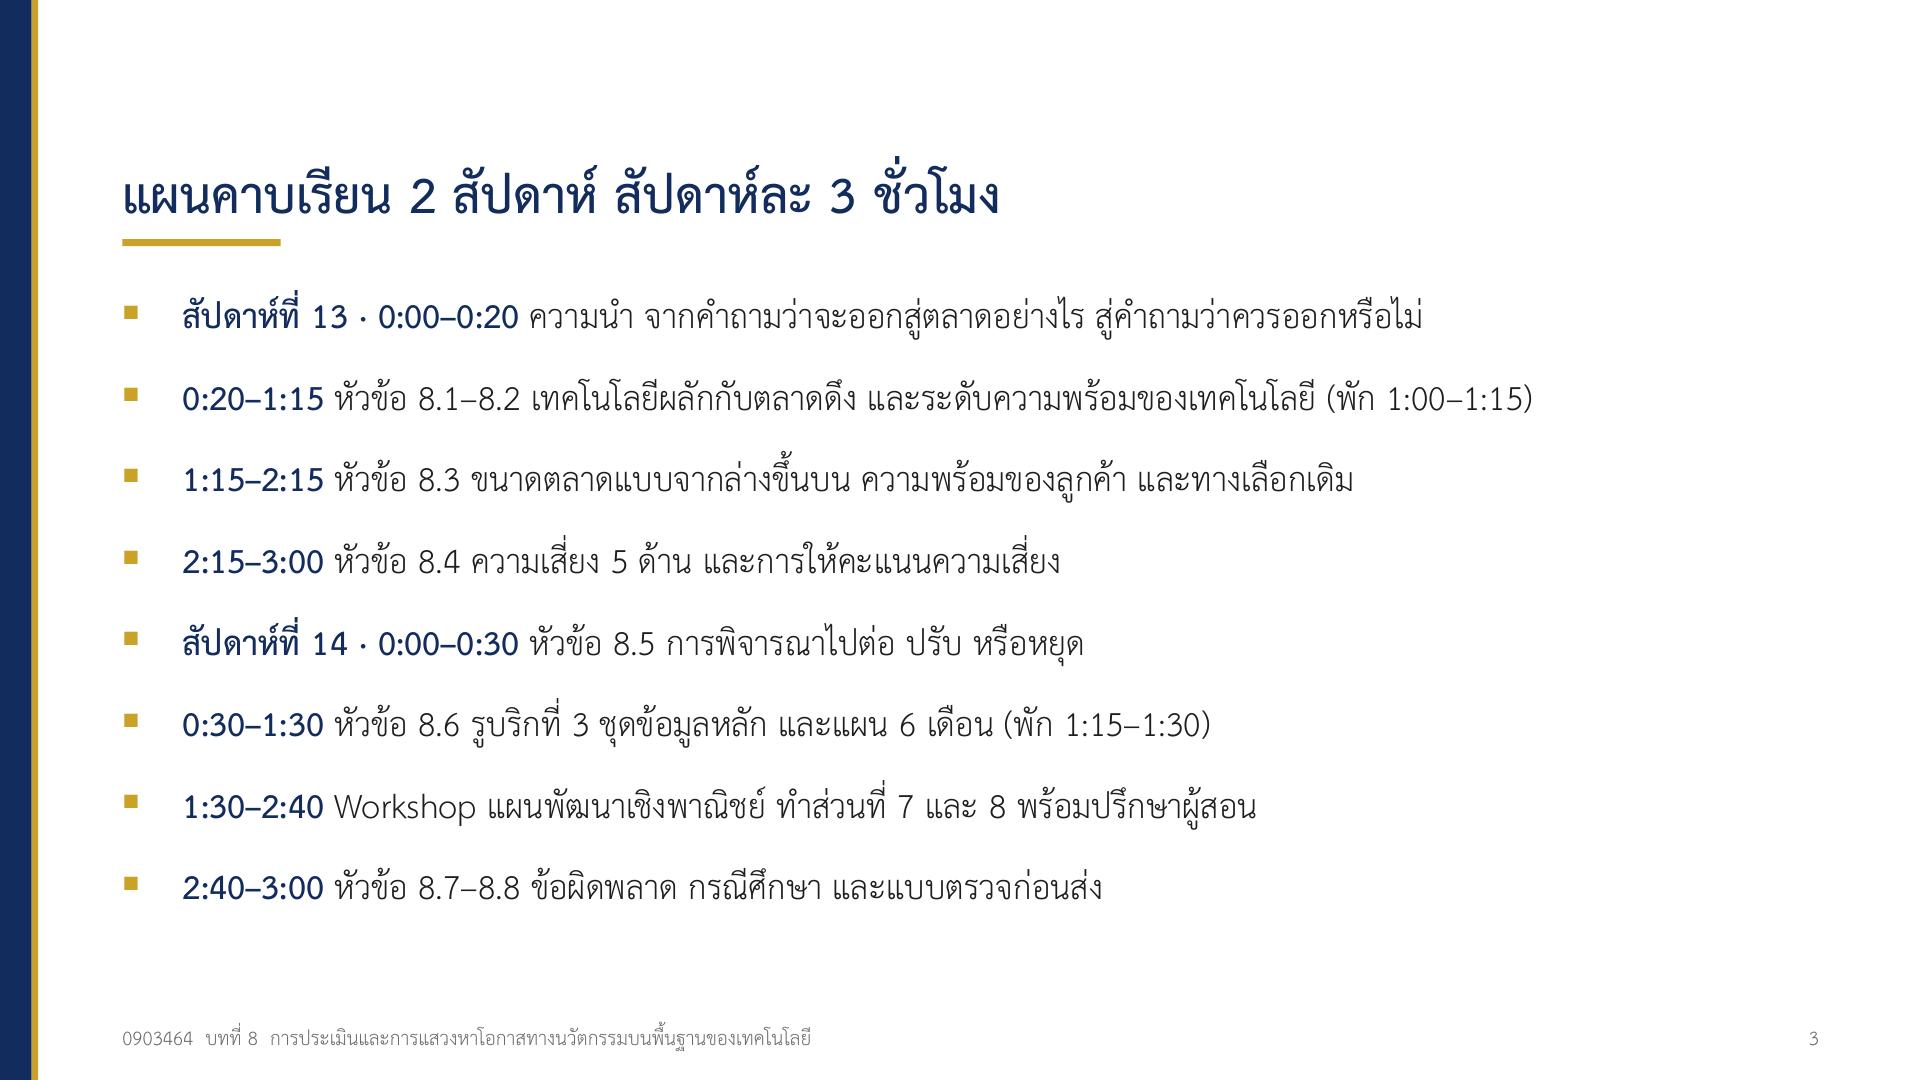 แผนคาบเรียน 2 สัปดาห์ สัปดาห์ละ 3 ชั่วโมง
สัปดาห์ที่ 13 · 0:00–0:20 ความนำ จากคำถามว่าจะออกสู่ตลาดอย่างไร สู่คำถามว่าควรออกหรือไม่
0:20–1:15 หัวข้อ 8.1–8.2 เทคโนโลยีผลักกับตลาดดึง และระดับความพร้อมของเทคโนโลยี (พัก 1:00–1:15)
1:15–2:15 หัวข้อ 8.3 ขนาดตลาดแบบจากล่างขึ้นบน ความพร้อมของลูกค้า และทางเลือกเดิม
2:15–3:00 หัวข้อ 8.4 ความเสี่ยง 5 ด้าน และการให้คะแนนความเสี่ยง
สัปดาห์ที่ 14 · 0:00–0:30 หัวข้อ 8.5 การพิจารณาไปต่อ ปรับ หรือหยุด
0:30–1:30 หัวข้อ 8.6 รูบริกที่ 3 ชุดข้อมูลหลัก และแผน 6 เดือน (พัก 1:15–1:30)
1:30–2:40 Workshop แผนพัฒนาเชิงพาณิชย์ ทำส่วนที่ 7 และ 8 พร้อมปรึกษาผู้สอน
2:40–3:00 หัวข้อ 8.7–8.8 ข้อผิดพลาด กรณีศึกษา และแบบตรวจก่อนส่ง
0903464 บทที่ 8 การประเมินและการแสวงหาโอกาสทางนวัตกรรมบนพื้นฐานของเทคโนโลยี
3